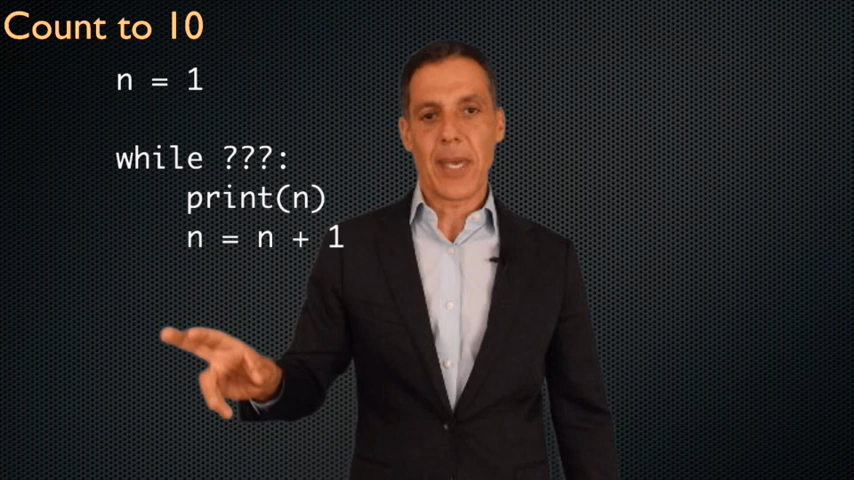 Count to 10
n = 1
while ???:
print(n)
n = n + 1